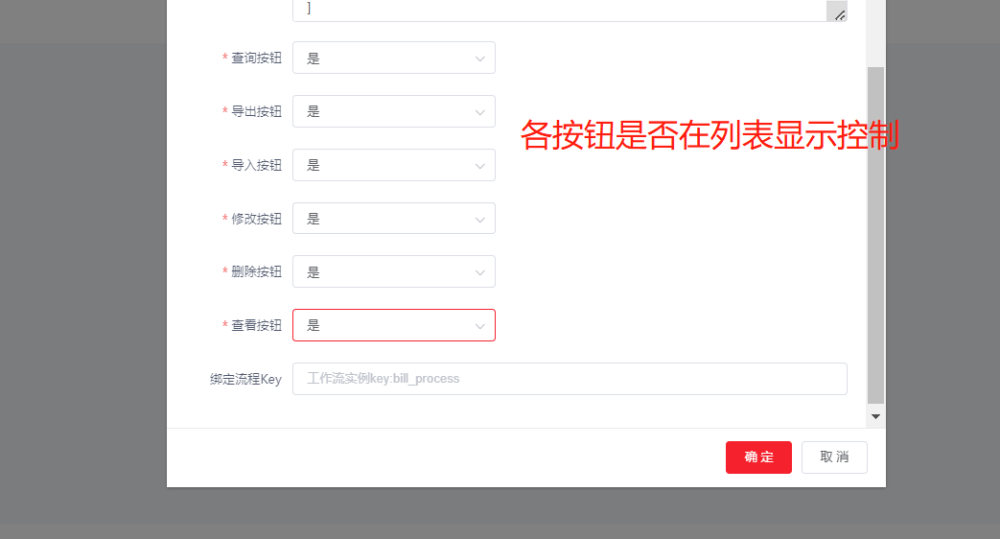 ]
* 查询按钮 是
* 导出按钮 是
各按钮是否在列表显示控制
* 导入按钮 是
* 修改按钮 是
* 删除按钮 是
* 查看按钮 是
绑定流程Key 工作流实例key:bill_process
确 定 取 消